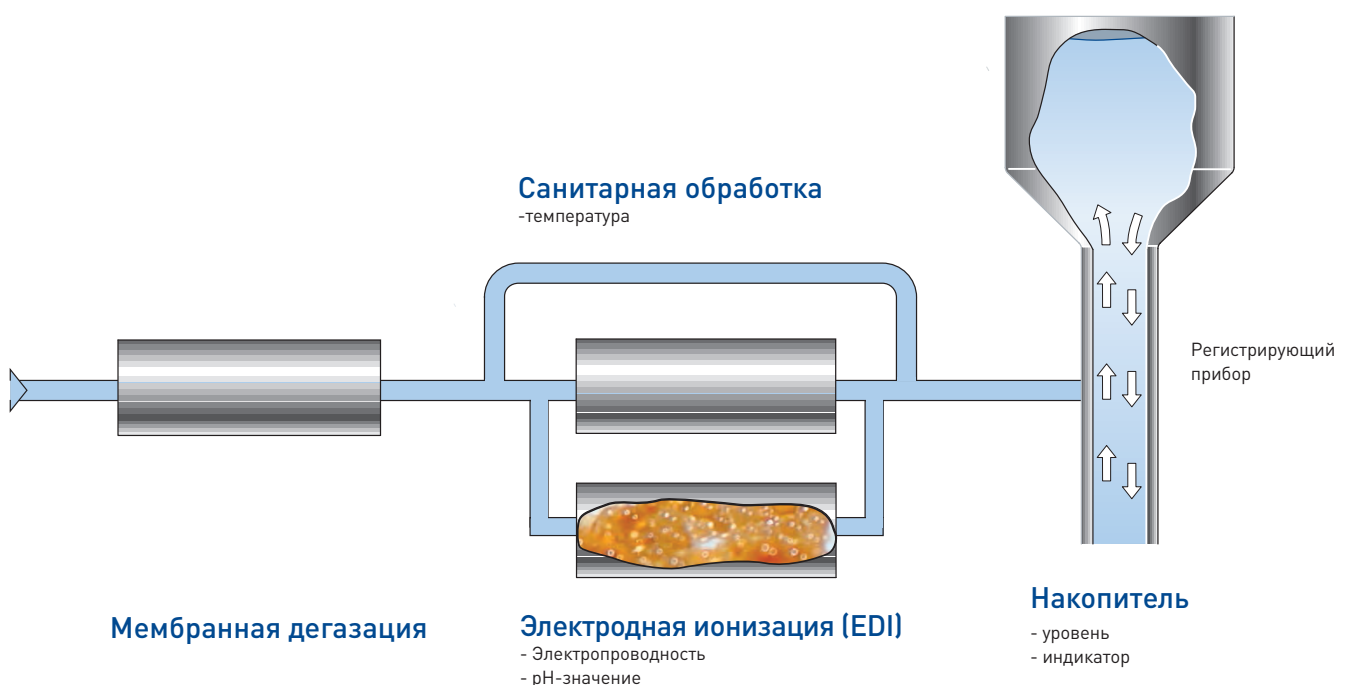 Санитарная обработка
-температура
Регистрирующий
прибор
Мембранная дегазация
Электродная ионизация (EDI)
- Электропроводность
- pH-значение
Накопитель
- уровень
- индикатор